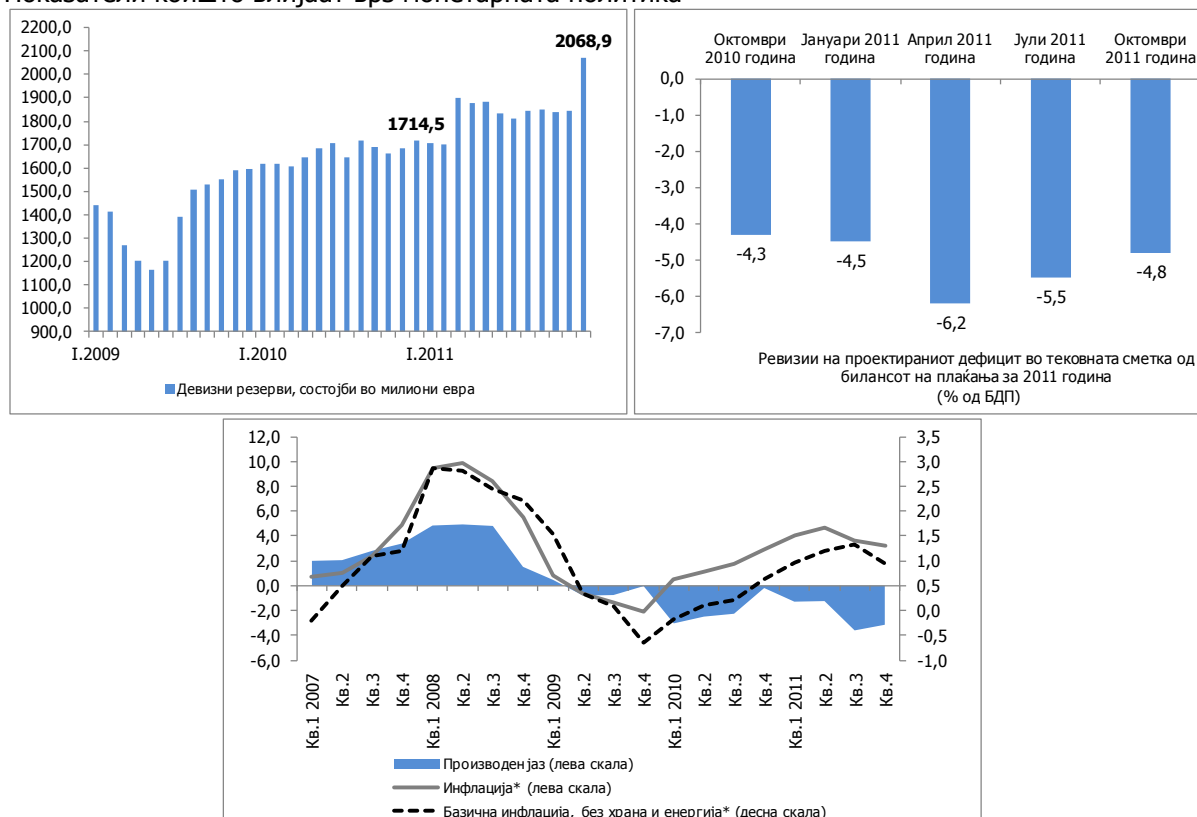 Показатели коишто влијаат врз монетарната политика
2200,0
2100,0
2000,0
1900,0
1800,0
1700,0
1600,0
1500,0
1400,0
1300,0
1200,0
1100,0
1000,0
900,0
2068,9
1714,5
I.2009
I.2010
I.2011
Девизни резерви, состојби во милиони евра
Октомври 2010 година
Јануари 2011 година
Април 2011 година
Јули 2011 година
Октомври 2011 година
0,0
-1,0
-2,0
-3,0
-4,0
-5,0
-6,0
-7,0
-4,3
-4,5
-6,2
-5,5
-4,8
Ревизии на проектираниот дефицит во тековната сметка од
билансот на плаќања за 2011 година
(% од БДП)
12,0
10,0
8,0
6,0
4,0
2,0
0,0
-2,0
-4,0
-6,0
3,5
3,0
2,5
2,0
1,5
1,0
0,5
0,0
-0,5
-1,0
Кв.1 2007
Кв.2
Кв.3
Кв.4
Кв.1 2008
Кв.2
Кв.3
Кв.4
Кв.1 2009
Кв.2
Кв.3
Кв.4
Кв.1 2010
Кв.2
Кв.3
Кв.4
Кв.1 2011
Кв.2
Кв.3
Кв.4
Производен јаз (лева скала)
Инфлација* (лева скала)
Базична инфлација, без храна и енергија* (десна скала)